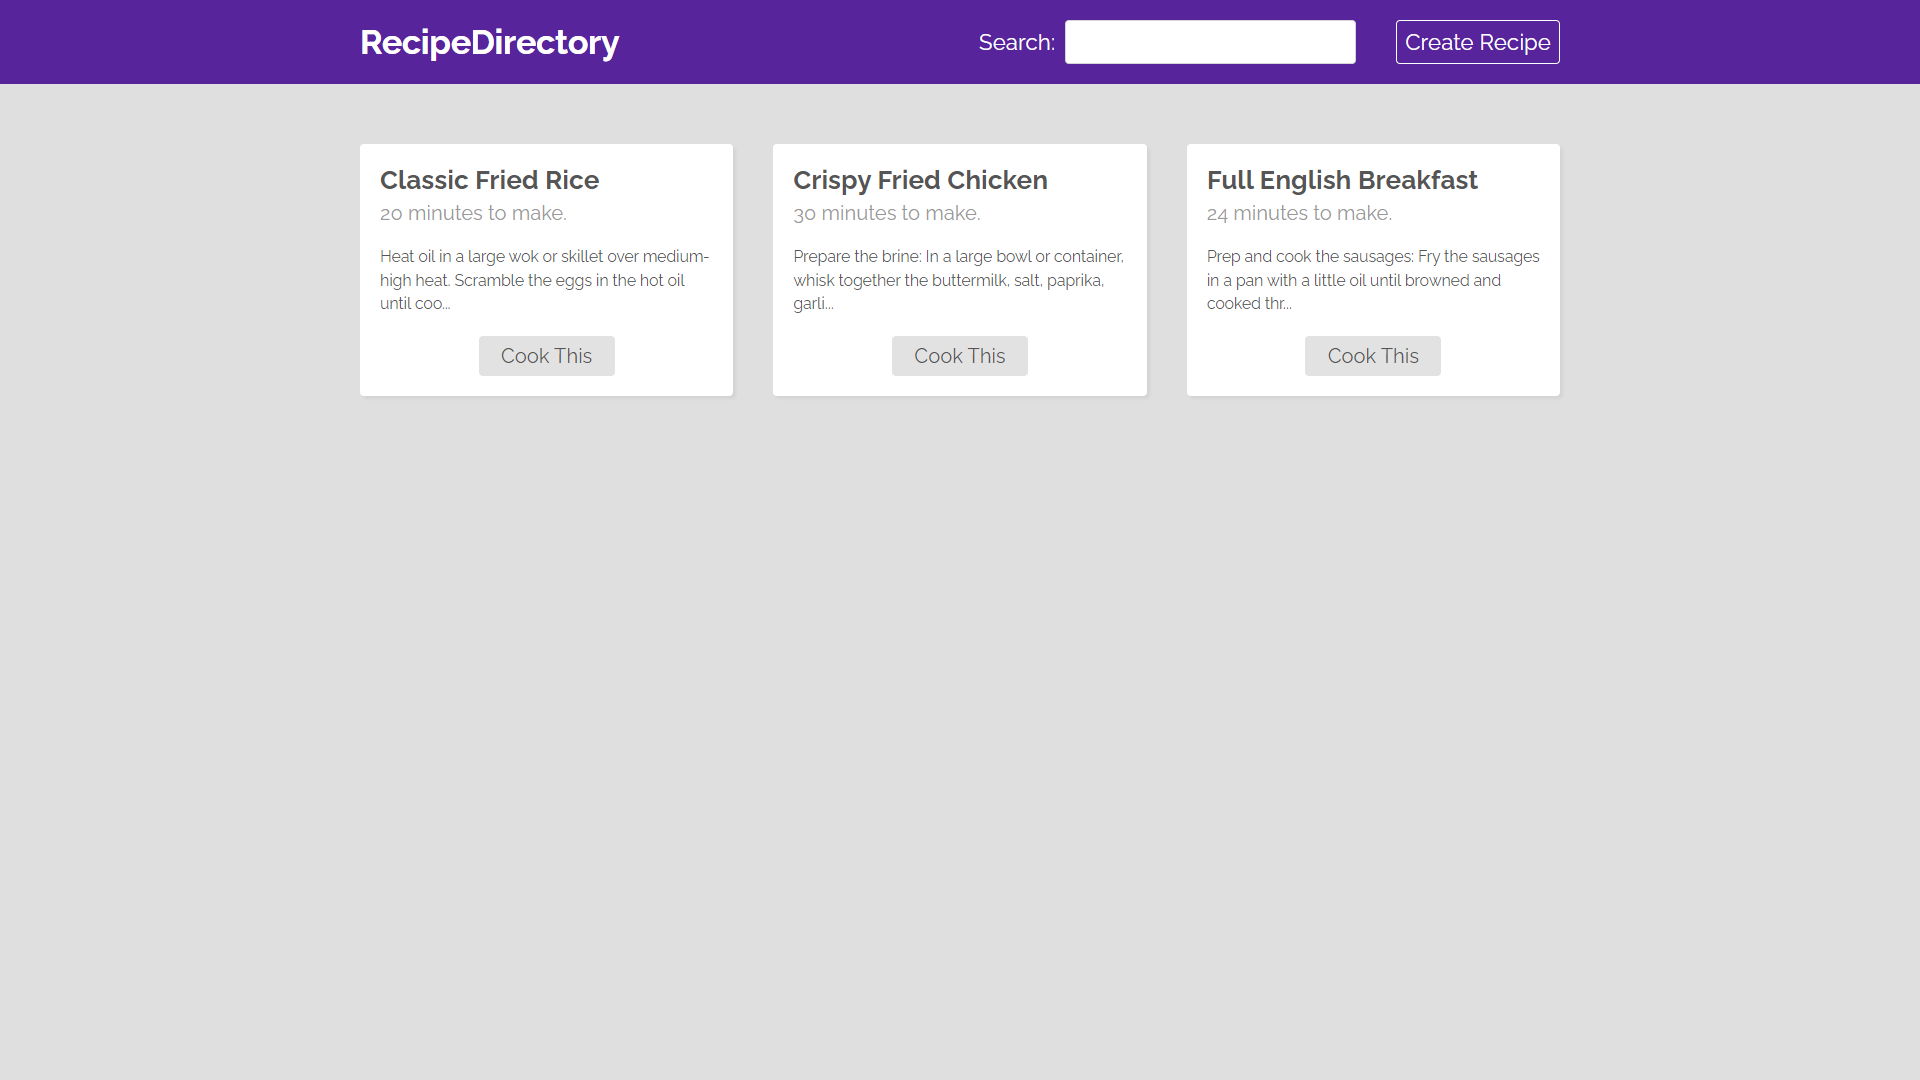 RecipeDirectory
Search:
Create Recipe
Classic Fried Rice
20 minutes to make.
Heat oil in a large wok or skillet over medium-
high heat. Scramble the eggs in the hot oil
until coo...
Cook This
Crispy Fried Chicken
30 minutes to make.
Prepare the brine: In a large bowl or container,
whisk together the buttermilk, salt, paprika,
garli...
Cook This
Full English Breakfast
24 minutes to make.
Prep and cook the sausages: Fry the sausages
in a pan with a little oil until browned and
cooked thr...
Cook This